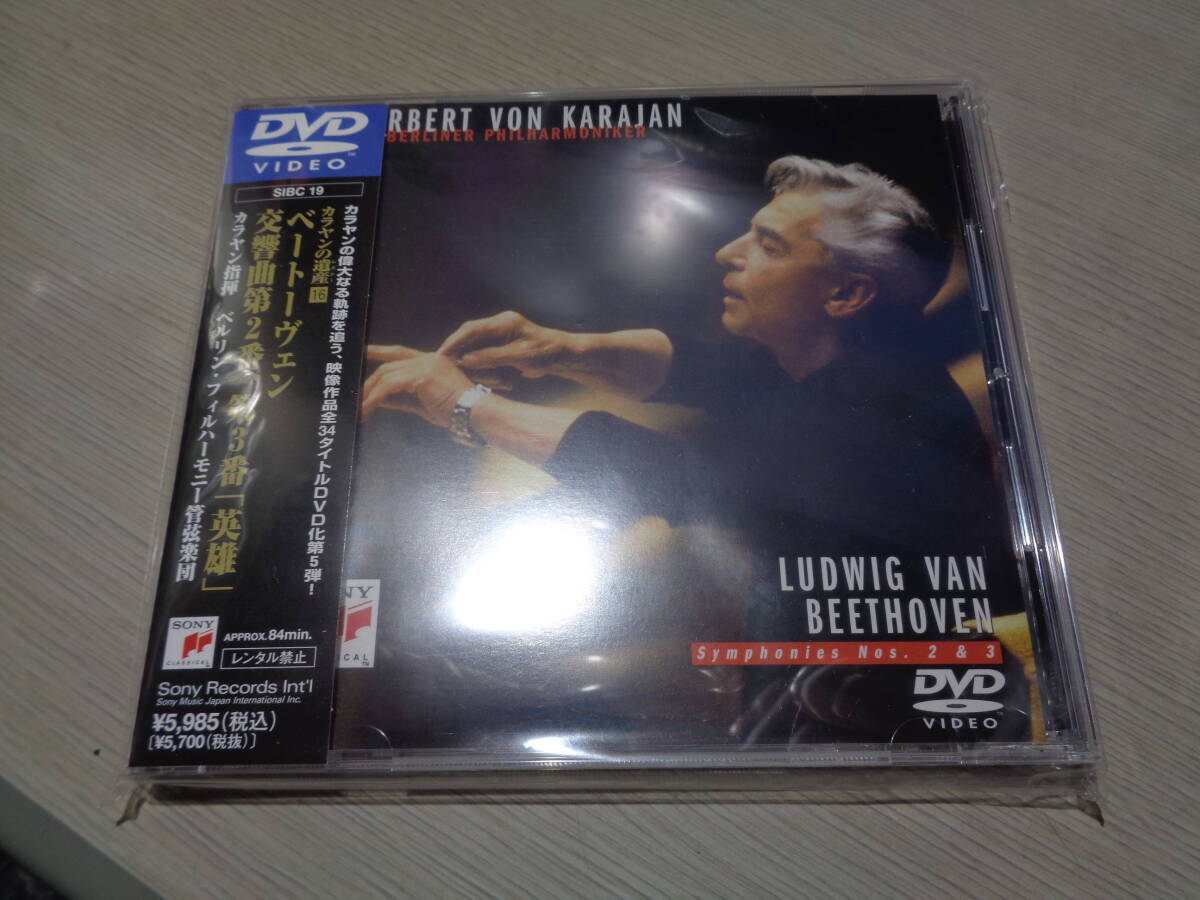 DVD
VIDEO™
SIBC 19
カラヤンの偉大なる軌跡を追う、映像作品全34タイトルDVD化第5弾!
カラヤンの遺産 16
ベートーヴェン
交響曲第2番 第3番「英雄」
カラヤン指揮 ベルリン・フィルハーモニー管弦楽団
SONY
CLASSICAL™
APPROX.84min.
レンタル禁止
Sony Records Int'l
Sony Music Japan International Inc.
¥5,985(税込)
〔¥5,700(税抜)〕
RBERT VON KARAJAN
BERLINER PHILHARMONIKER
NY
SSICAL™
LUDWIG VAN
BEETHOVEN
Symphonies Nos. 2 & 3
DVD
VIDEO™